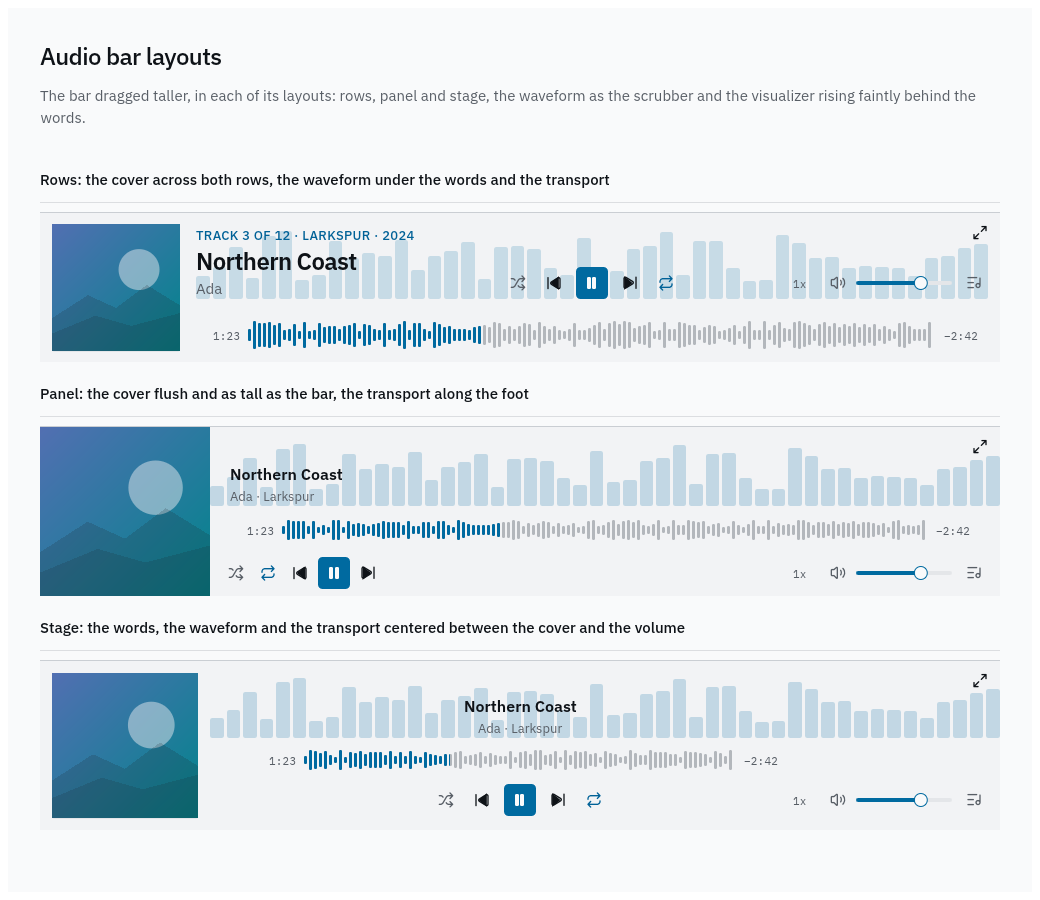 Audio bar layouts
The bar dragged taller, in each of its layouts: rows, panel and stage, the waveform as the scrubber and the visualizer rising faintly behind the
words.
Rows: the cover across both rows, the waveform under the words and the transport
TRACK 3 OF 12 · LARKSPUR · 2024
Northern Coast
Ada
1x
1:23
−2:42
Panel: the cover flush and as tall as the bar, the transport along the foot
Northern Coast
Ada · Larkspur
1:23
−2:42
1x
Stage: the words, the waveform and the transport centered between the cover and the volume
Northern Coast
Ada · Larkspur
1:23
−2:42
1x